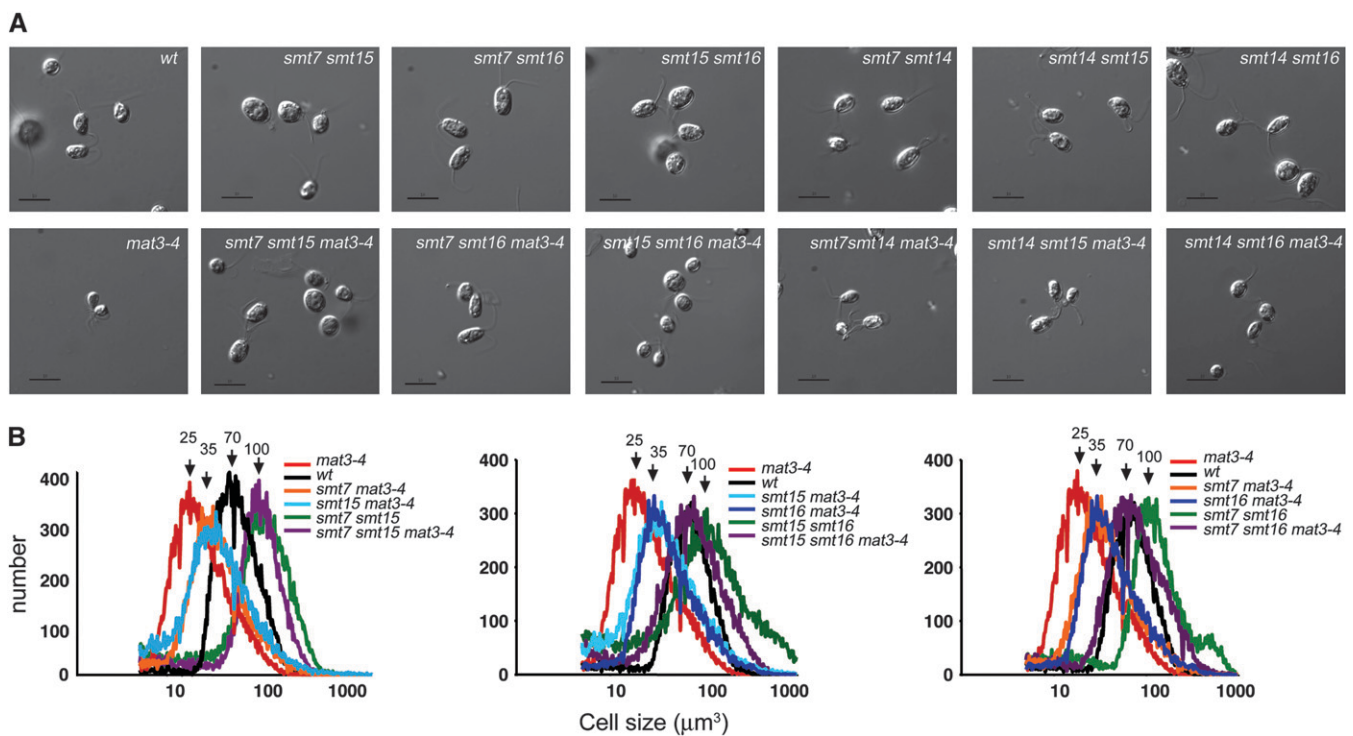 A
wt
smt7 smt15
smt7 smt16
smt15 smt16
smt7 smt14
smt14 smt15
smt14 smt16
mat3-4
smt7 smt15 mat3-4
smt7 smt16 mat3-4
smt15 smt16 mat3-4
smt7smt14 mat3-4
smt14 smt15 mat3-4
smt14 smt16 mat3-4
B
number
400
300
200
100
0
25
35
70
100
mat3-4
wt
smt7 mat3-4
smt15 mat3-4
smt7 smt15
smt7 smt15 mat3-4
10
100
1000
400
300
200
100
0
25
35
70
100
mat3-4
wt
smt15 mat3-4
smt16 mat3-4
smt15 smt16
smt15 smt16 mat3-4
10
100
1000
400
300
200
100
0
25
35
70
100
mat3-4
wt
smt7 mat3-4
smt16 mat3-4
smt7 smt16
smt7 smt16 mat3-4
10
100
1000
Cell size (μm³)